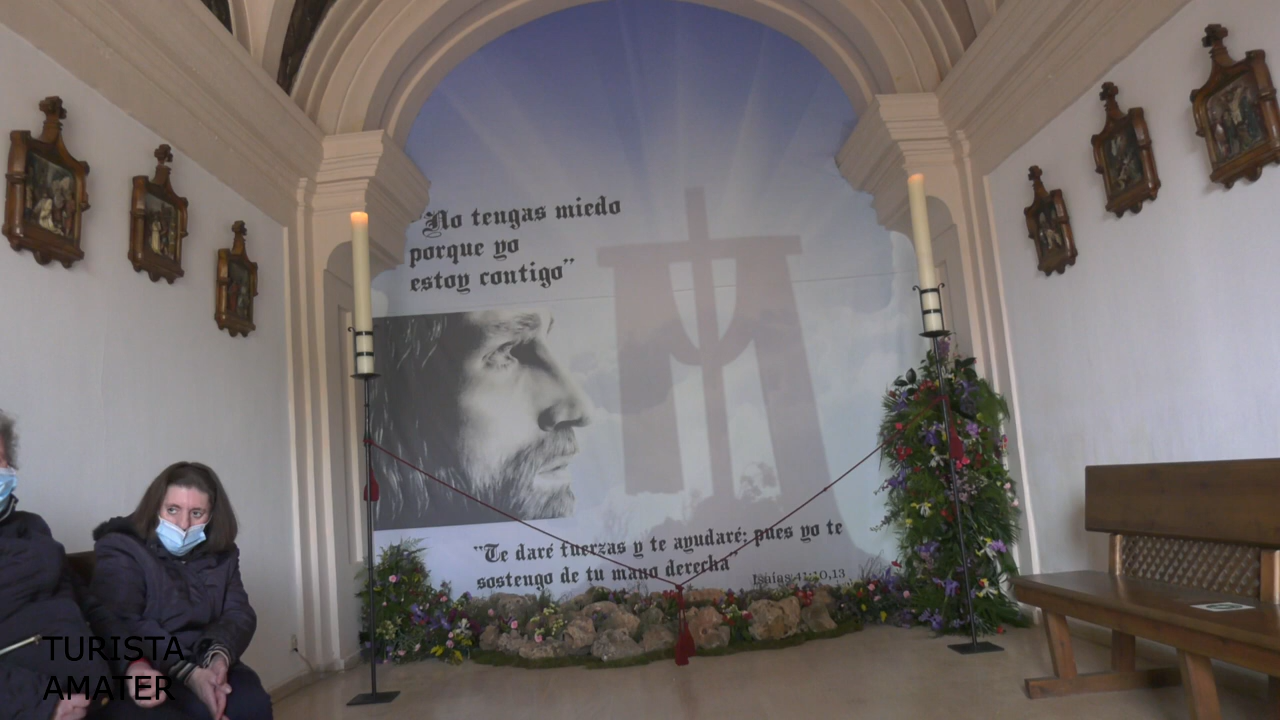 "No tengas miedo
porque yo
estoy contigo"
"Te daré fuerzas y te ayudaré; pues yo te
sostengo de tu mano derecha"
Isaías 41:10,13
TURISTA
AMATER